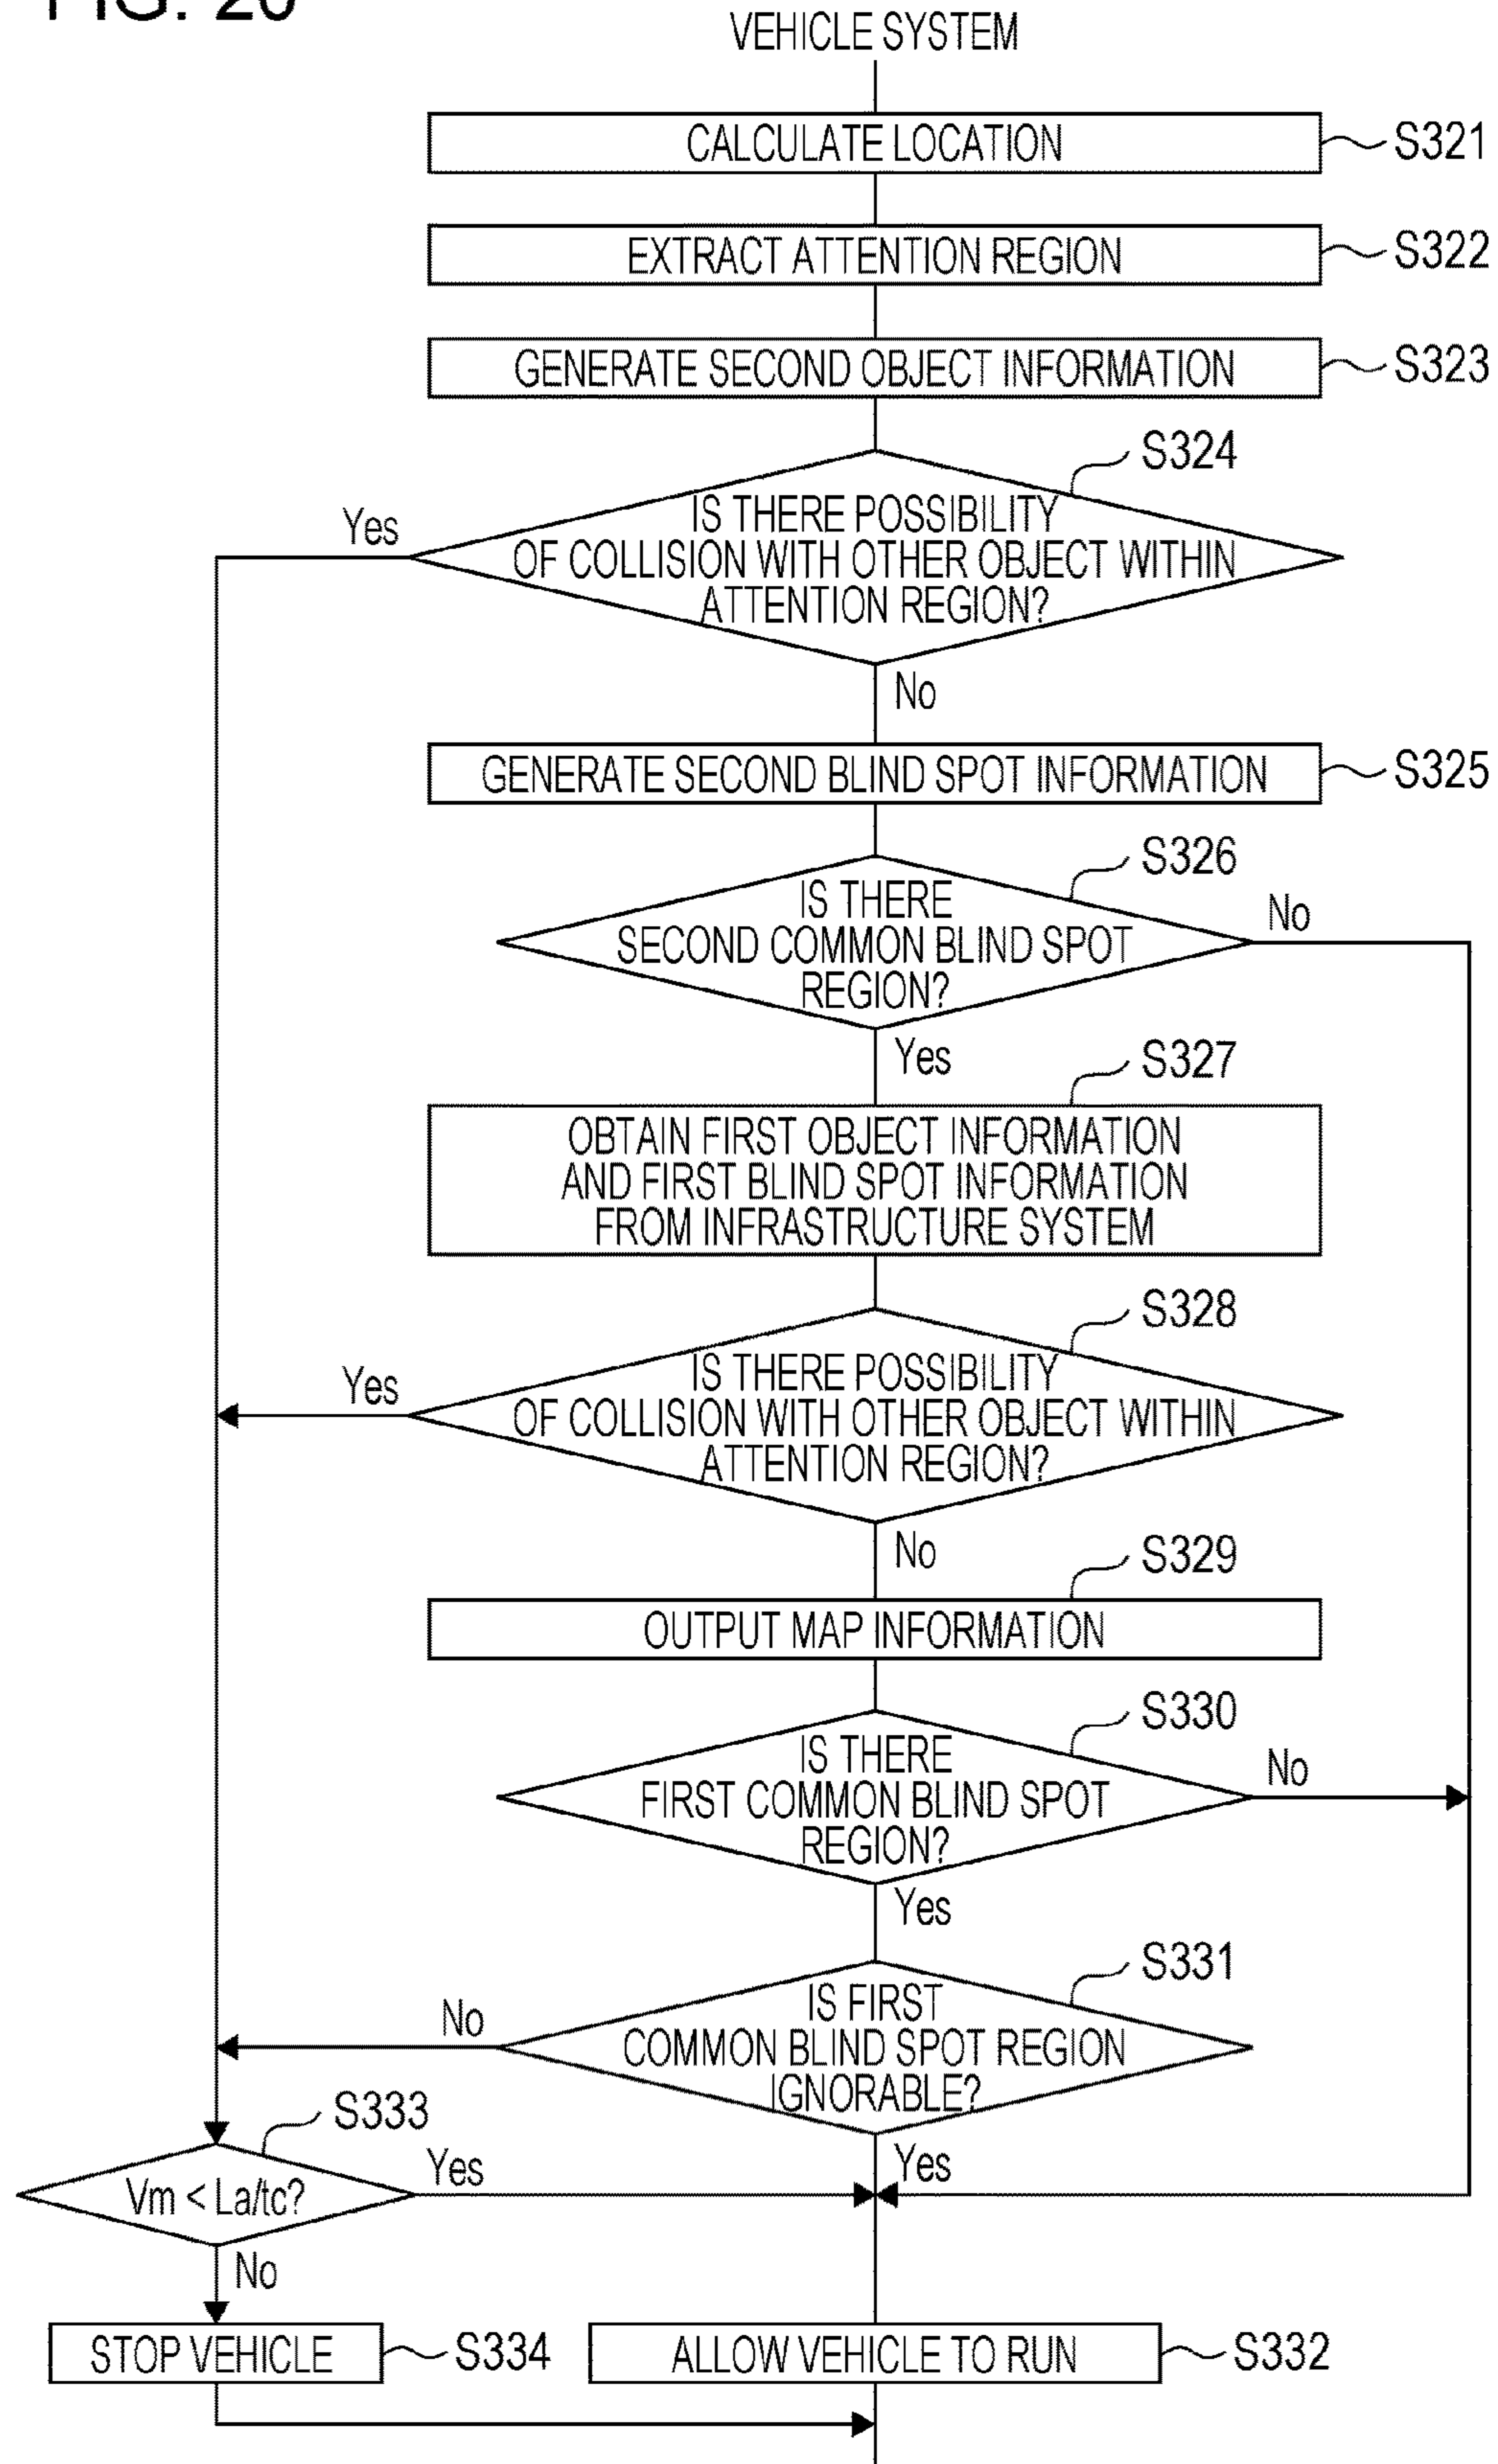 FIG. 20
VEHICLE SYSTEM
CALCULATE LOCATION
S321
EXTRACT ATTENTION REGION
S322
GENERATE SECOND OBJECT INFORMATION
S323
S324
IS THERE POSSIBILITY
OF COLLISION WITH OTHER OBJECT WITHIN
ATTENTION REGION?
Yes
No
GENERATE SECOND BLIND SPOT INFORMATION
S325
S326
IS THERE
SECOND COMMON BLIND SPOT
REGION?
No
Yes
S327
OBTAIN FIRST OBJECT INFORMATION
AND FIRST BLIND SPOT INFORMATION
FROM INFRASTRUCTURE SYSTEM
S328
IS THERE POSSIBILITY
OF COLLISION WITH OTHER OBJECT WITHIN
ATTENTION REGION?
Yes
No
S329
OUTPUT MAP INFORMATION
S330
IS THERE
FIRST COMMON BLIND SPOT
REGION?
No
Yes
S331
IS FIRST
COMMON BLIND SPOT REGION
IGNORABLE?
No
Yes
S333
Vm < La/tc?
Yes
No
STOP VEHICLE
S334
ALLOW VEHICLE TO RUN
S332